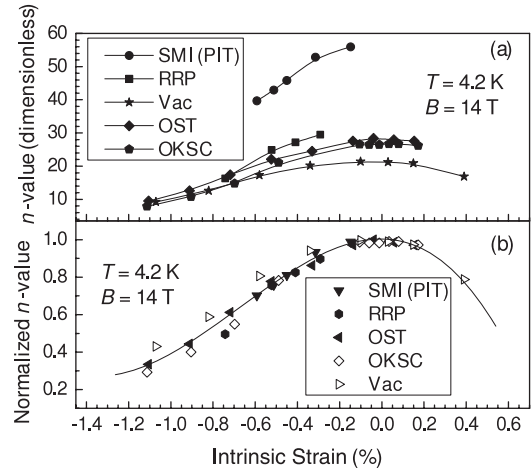 60
50
40
30
20
10
n-value (dimensionless)
SMI (PIT)
RRP
Vac
OST
OKSC
(a)
T = 4.2 K
B = 14 T
1.0
0.8
0.6
0.4
0.2
Normalized n-value
(b)
T = 4.2 K
B = 14 T
SMI (PIT)
RRP
OST
OKSC
Vac
-1.4 -1.2 -1.0 -0.8 -0.6 -0.4 -0.2 0.0 0.2 0.4 0.6
Intrinsic Strain (%)